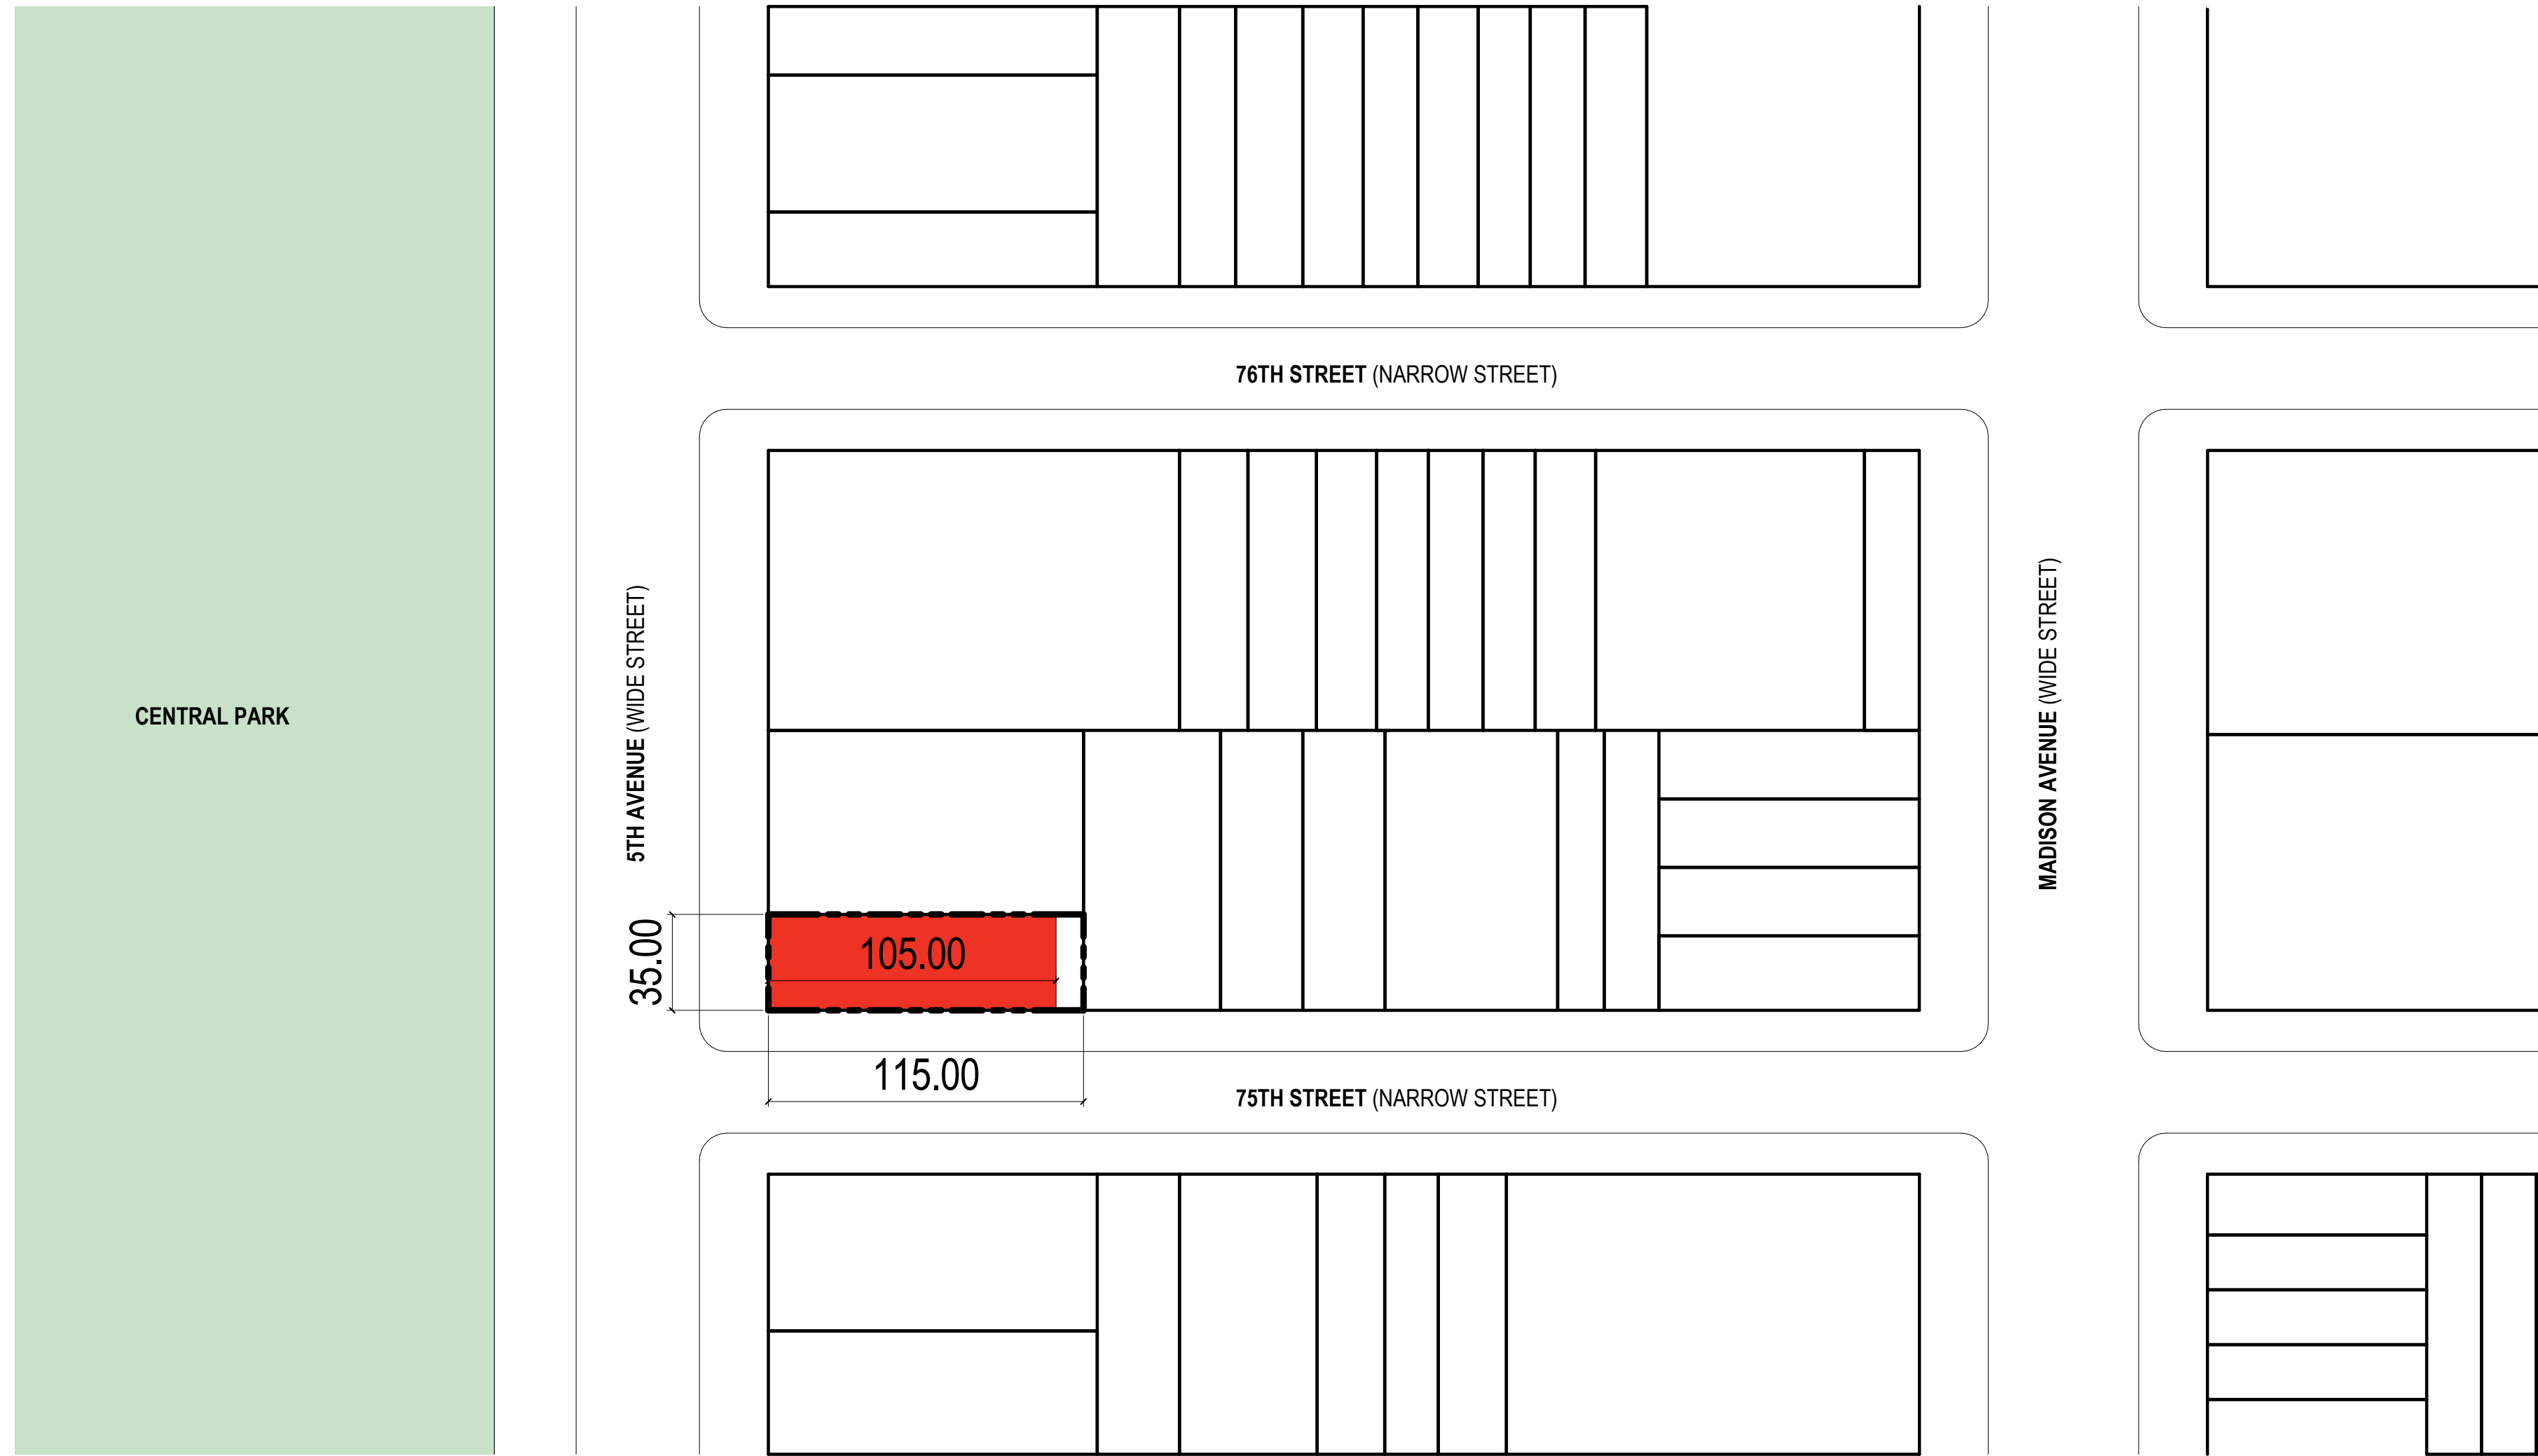 76TH STREET (NARROW STREET)
CENTRAL PARK
5TH AVENUE (WIDE STREET)
MADISON AVENUE (WIDE STREET)
35.00
105.00
115.00
75TH STREET (NARROW STREET)